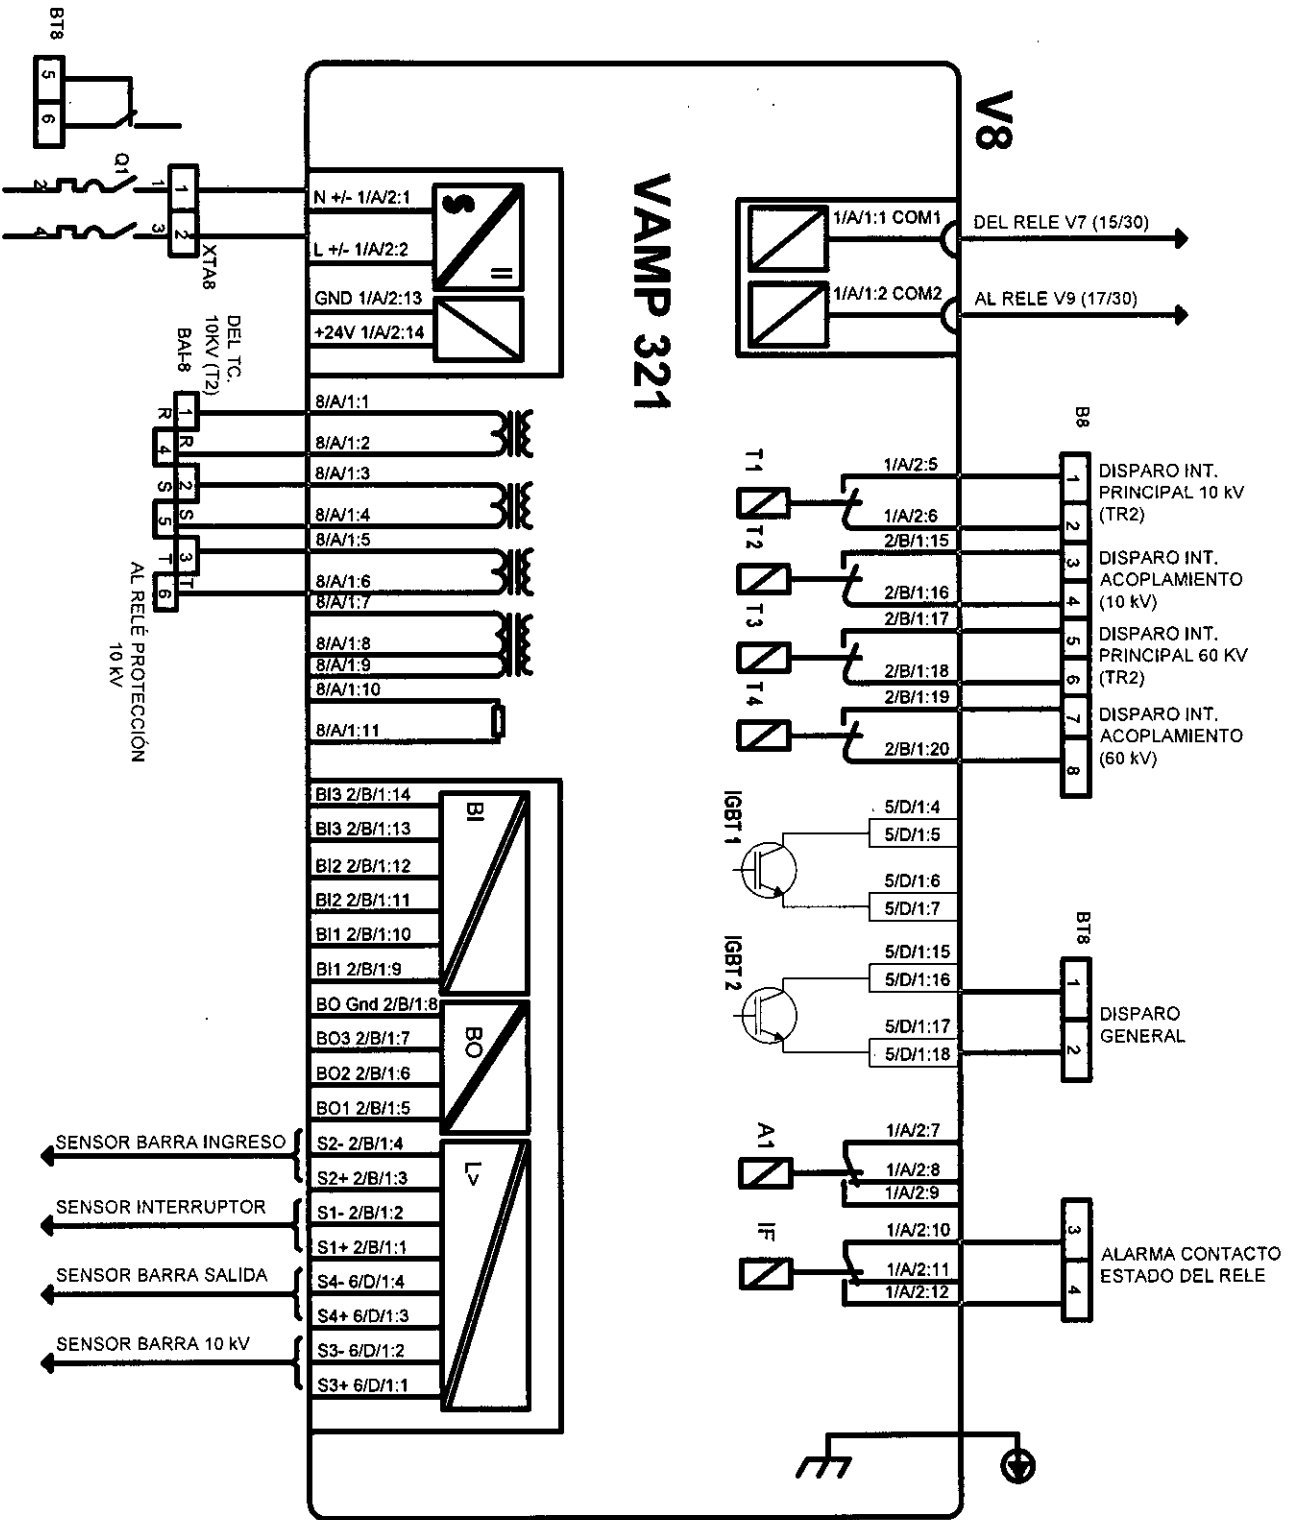 V8
VAMP 321
BT8
5
6
Q1
2
1
4
3
1
2
XTA8
N +/- 1/A/2:1
L +/- 1/A/2:2
GND 1/A/2:13
+24V 1/A/2:14
1/A/1:1 COM1
DEL RELE V7 (15/30)
1/A/1:2 COM2
AL RELE V9 (17/30)
DEL TC.
10KV (T2)
BAI-8
1
R
4
R
2
S
5
S
3
T
6
T
AL RELÉ PROTECCIÓN
10 kV
8/A/1:1
8/A/1:2
8/A/1:3
8/A/1:4
8/A/1:5
8/A/1:6
8/A/1:7
8/A/1:8
8/A/1:9
8/A/1:10
8/A/1:11
B8
T1
1/A/2:5
1/A/2:6
1
2
DISPARO INT.
PRINCIPAL 10 kV
(TR2)
T2
2/B/1:15
2/B/1:16
3
4
DISPARO INT.
ACOPLAMIENTO
(10 kV)
T3
2/B/1:17
2/B/1:18
5
6
DISPARO INT.
PRINCIPAL 60 KV
(TR2)
T4
2/B/1:19
2/B/1:20
7
8
DISPARO INT.
ACOPLAMIENTO
(60 kV)
BI3 2/B/1:14
BI3 2/B/1:13
BI2 2/B/1:12
BI2 2/B/1:11
BI1 2/B/1:10
BI1 2/B/1:9
BI
BO Gnd 2/B/1:8
BO3 2/B/1:7
BO2 2/B/1:6
BO1 2/B/1:5
BO
IGBT 1
5/D/1:4
5/D/1:5
5/D/1:6
5/D/1:7
IGBT 2
5/D/1:15
5/D/1:16
5/D/1:17
5/D/1:18
BT8
1
2
DISPARO
GENERAL
SENSOR BARRA INGRESO
S2- 2/B/1:4
S2+ 2/B/1:3
SENSOR INTERRUPTOR
S1- 2/B/1:2
S1+ 2/B/1:1
SENSOR BARRA SALIDA
S4- 6/D/1:4
S4+ 6/D/1:3
SENSOR BARRA 10 kV
S3- 6/D/1:2
S3+ 6/D/1:1
L>
A1
1/A/2:7
1/A/2:8
1/A/2:9
IF
1/A/2:10
1/A/2:11
1/A/2:12
3
4
ALARMA CONTACTO
ESTADO DEL RELE